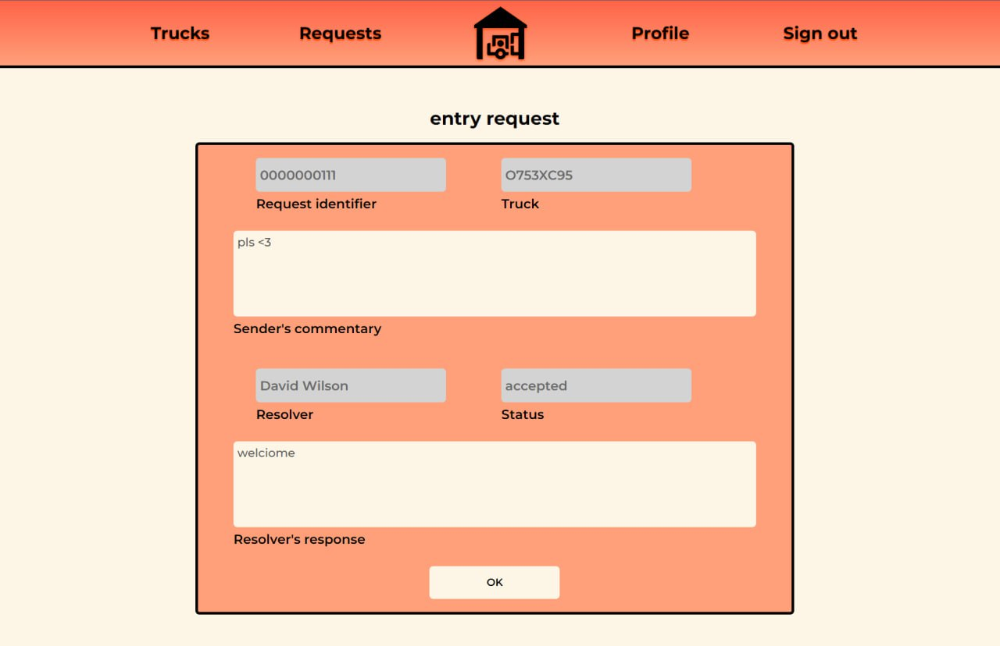 Trucks Requests Profile Sign out
entry request
0000000111 O753XC95
Request identifier Truck
pls <3
Sender's commentary
David Wilson accepted
Resolver Status
welciome
Resolver's response
OK